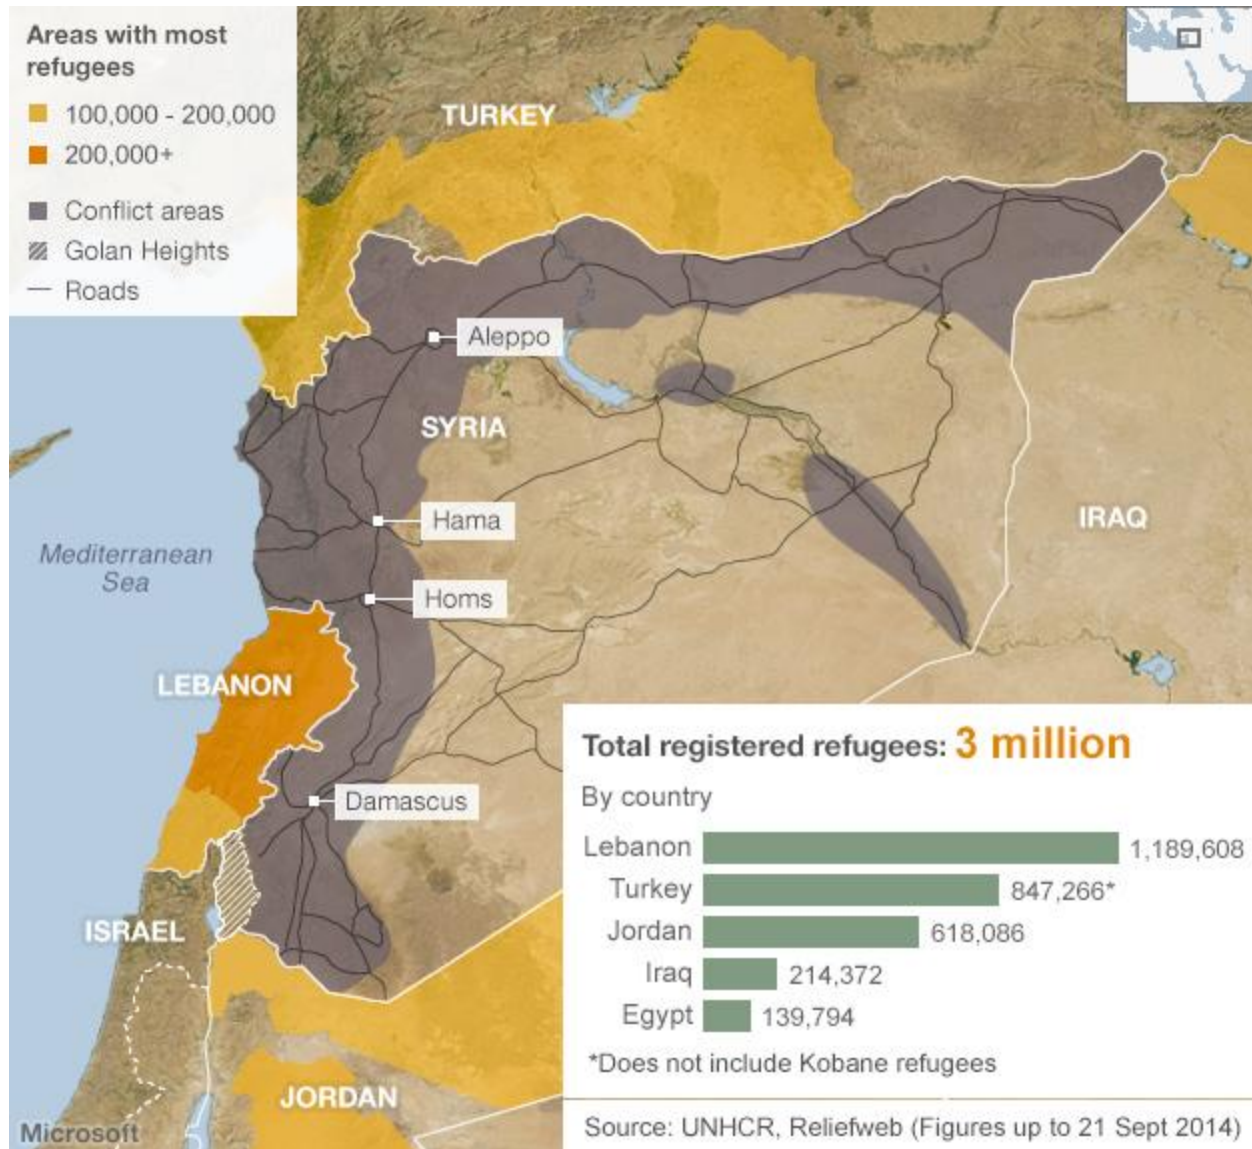 Areas with most
refugees
100,000 - 200,000
200,000+
Conflict areas
Golan Heights
Roads
TURKEY
Aleppo
SYRIA
Hama
IRAQ
Mediterranean
Sea
Homs
LEBANON
Damascus
ISRAEL
JORDAN
Microsoft
Total registered refugees: 3 million
By country
Lebanon 1,189,608
Turkey 847,266*
Jordan 618,086
Iraq 214,372
Egypt 139,794
*Does not include Kobane refugees
Source: UNHCR, Reliefweb (Figures up to 21 Sept 2014)